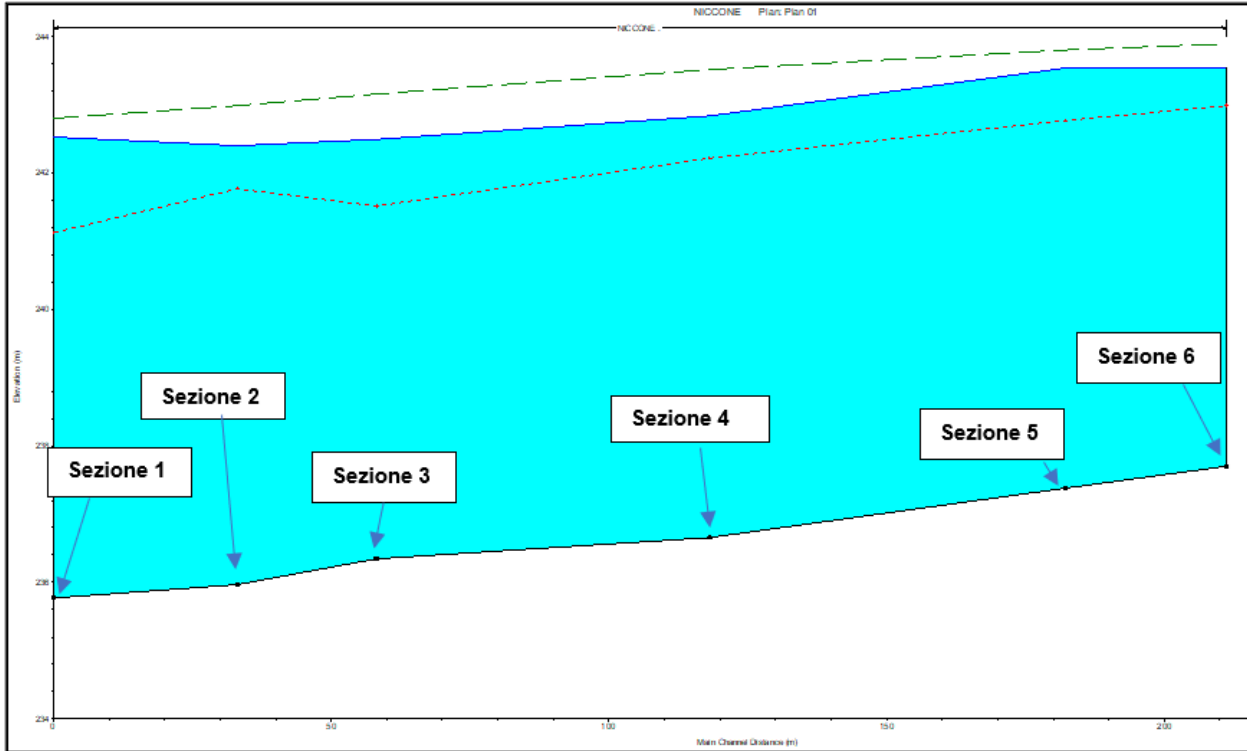 NICCONE Plan: Plan 01
NICCONE .
244
242
240
238
236
234
Elevation (m)
Sezione 1
Sezione 2
Sezione 3
Sezione 4
Sezione 5
Sezione 6
0
50
100
150
200
Main Channel Distance (m)